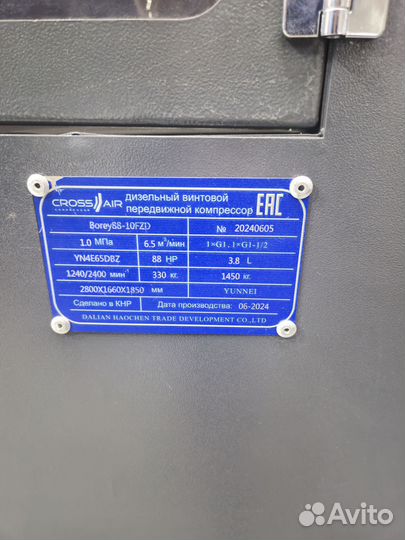 CROSS AIR дизельный винтовой
COMPRESSOR передвижной компрессор EAC
Borey88-10FZD № 20240605
1.0 МПа 6.5 м³/мин 1×G1, 1×G1-1/2
YN4E65DBZ 88 HP 3.8 L
1240/2400 мин⁻¹ 330 кг. 1450 кг.
2800X1660X1850 мм YUNNEI
Сделано в КНР Дата производства: 06-2024
DALIAN HAOCHEN TRADE DEVELOPMENT CO.,LTD
Avito